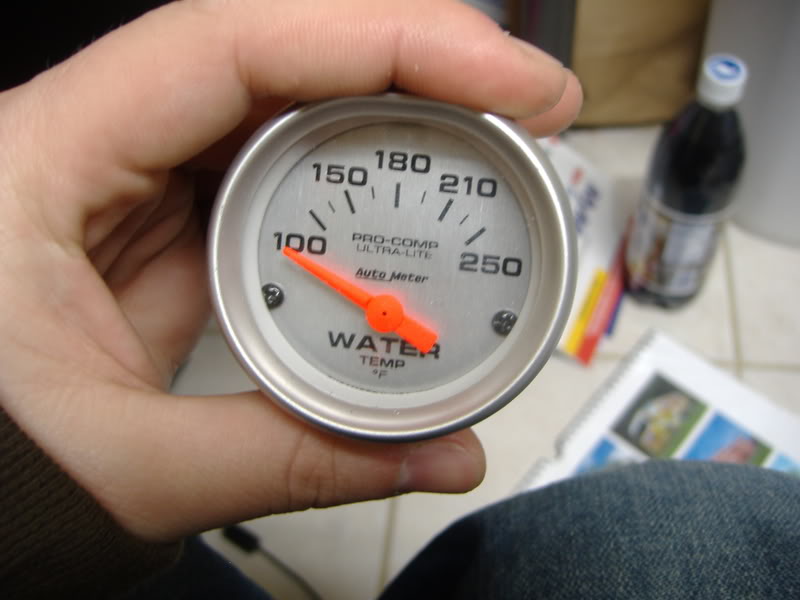 100 150 180 210 250
PRO-COMP
ULTRA-LITE
Auto Meter
WATER
TEMP
°F